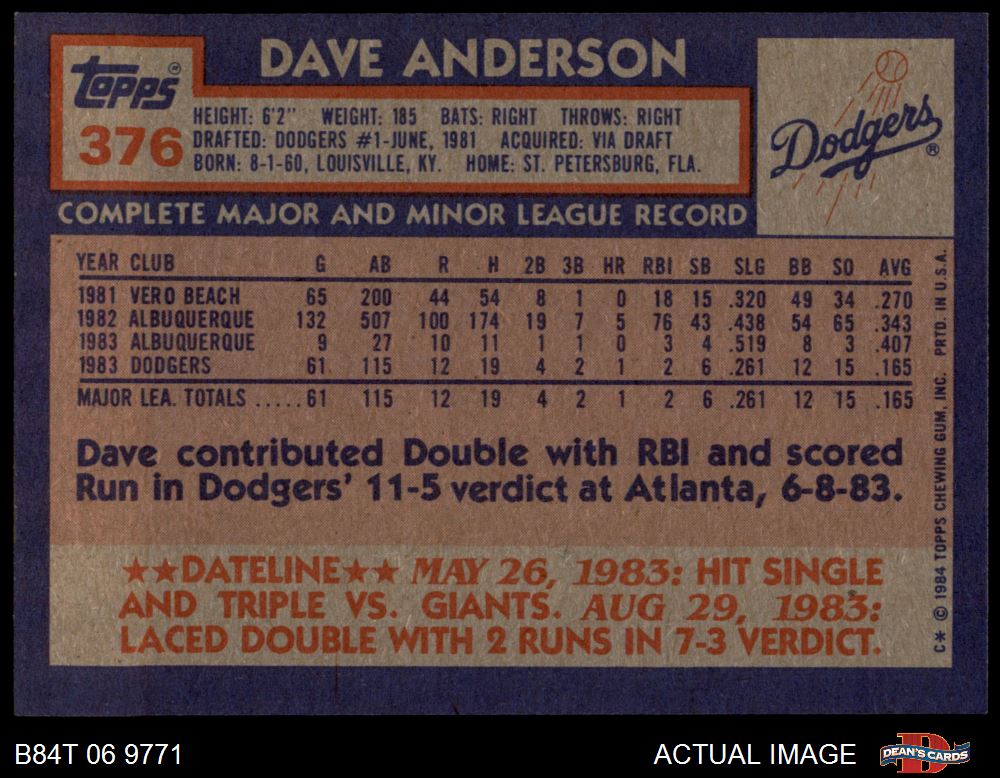 DAVE ANDERSON
Topps®
376
HEIGHT: 6'2" WEIGHT: 185 BATS: RIGHT THROWS: RIGHT
DRAFTED: DODGERS #1-JUNE, 1981 ACQUIRED: VIA DRAFT
BORN: 8-1-60, LOUISVILLE, KY. HOME: ST. PETERSBURG, FLA.
Dodgers®
COMPLETE MAJOR AND MINOR LEAGUE RECORD
YEAR CLUB G AB R H 2B 3B HR RBI SB SLG BB SO AVG
1981 VERO BEACH 65 200 44 54 8 1 0 18 15 .320 49 34 .270
1982 ALBUQUERQUE 132 507 100 174 19 7 5 76 43 .438 54 65 .343
1983 ALBUQUERQUE 9 27 10 11 1 1 0 3 4 .519 8 3 .407
1983 DODGERS 61 115 12 19 4 2 1 2 6 .261 12 15 .165
MAJOR LEA. TOTALS .....61 115 12 19 4 2 1 2 6 .261 12 15 .165
Dave contributed Double with RBI and scored
Run in Dodgers' 11-5 verdict at Atlanta, 6-8-83.
★★DATELINE★★ MAY 26, 1983: HIT SINGLE
AND TRIPLE VS. GIANTS. AUG 29, 1983:
LACED DOUBLE WITH 2 RUNS IN 7-3 VERDICT.
C* © 1984 TOPPS CHEWING GUM, INC. PRTD. IN U.S.A.
B84T 06 9771
ACTUAL IMAGE
DEAN'S CARDS